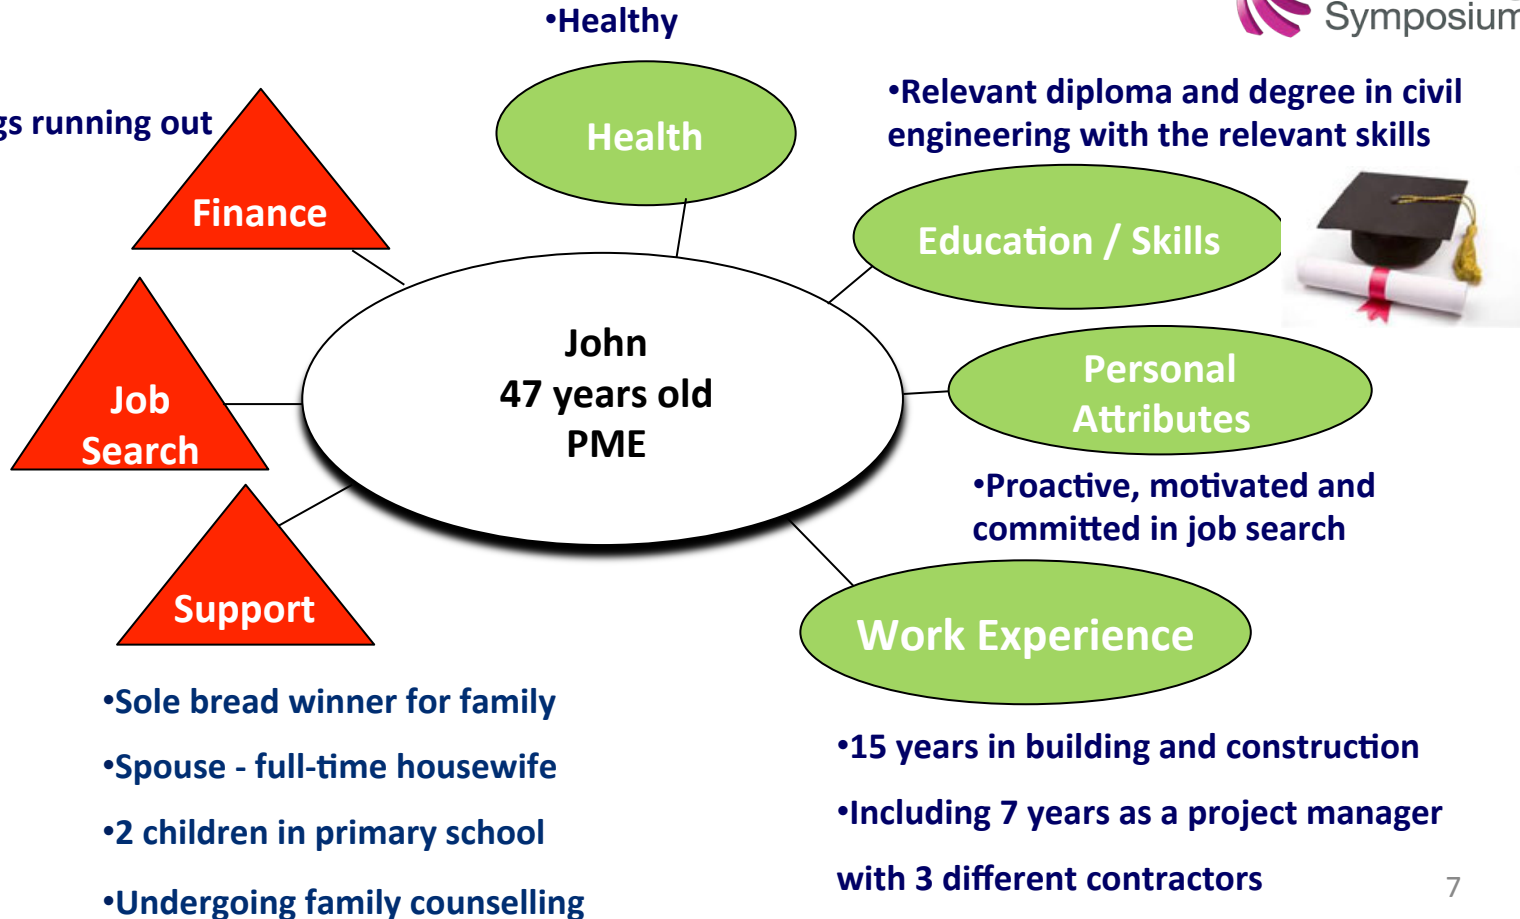 Symposium
•Healthy
running out
Health
•Relevant diploma and degree in civil
engineering with the relevant skills
Finance
Education / Skills
John
47 years old
PME
Job
Search
Personal
Attributes
•Proactive, motivated and
committed in job search
Support
Work Experience
•Sole bread winner for family
•Spouse - full-time housewife
•2 children in primary school
•Undergoing family counselling
•15 years in building and construction
•Including 7 years as a project manager
with 3 different contractors
7